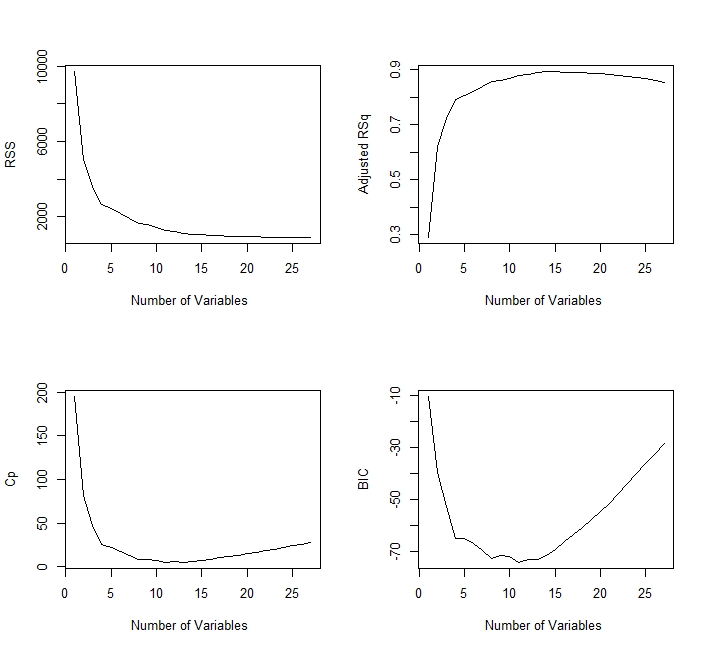 RSS
2000 6000 10000
0 5 10 15 20 25
Number of Variables
Adjusted RSq
0.3 0.5 0.7 0.9
0 5 10 15 20 25
Number of Variables
Cp
0 50 100 150 200
0 5 10 15 20 25
Number of Variables
BIC
-70 -50 -30 -10
0 5 10 15 20 25
Number of Variables